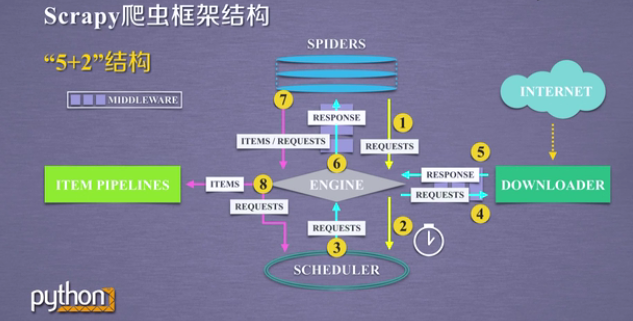 Scrapy爬虫框架结构
“5+2”结构
MIDDLEWARE
SPIDERS
INTERNET
7
RESPONSE
1
ITEMS / REQUESTS
REQUESTS
5
6
RESPONSE
ITEM PIPELINES
ITEMS
8
ENGINE
REQUESTS
DOWNLOADER
REQUESTS
4
REQUESTS
2
3
SCHEDULER
python